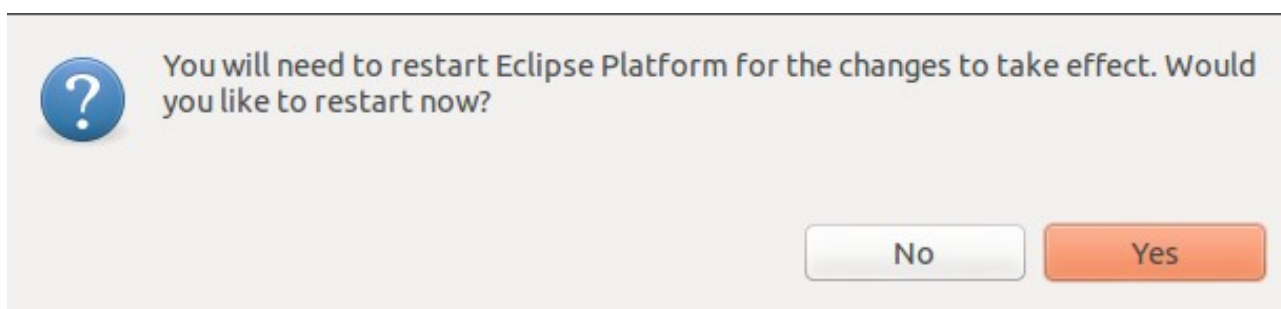 You will need to restart Eclipse Platform for the changes to take effect. Would
you like to restart now?
No
Yes